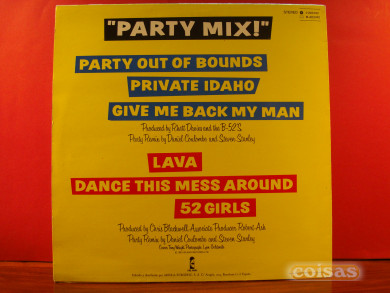 "PARTY MIX!"
STEREO
PARTY OUT OF BOUNDS
PRIVATE IDAHO
GIVE ME BACK MY MAN
Produced by Rhett Davies and the B-52'S
Party Remix by Daniel Coulombe and Steven Stanley
LAVA
DANCE THIS MESS AROUND
52 GIRLS
Produced by Chris Blackwell Associate Producer Robert Ash
Party Remix by Daniel Coulombe and Steven Stanley
coisas